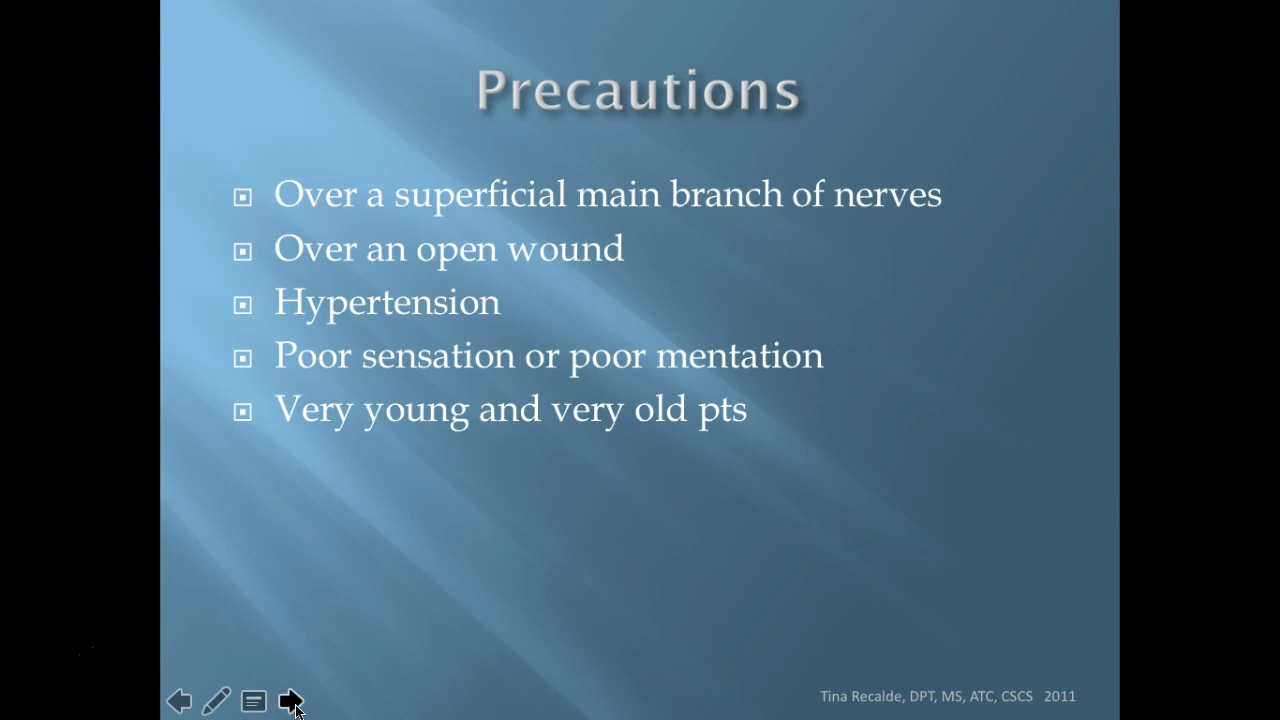 Precautions
Over a superficial main branch of nerves
Over an open wound
Hypertension
Poor sensation or poor mentation
Very young and very old pts
Tina Recalde, DPT, MS, ATC, CSCS 2011